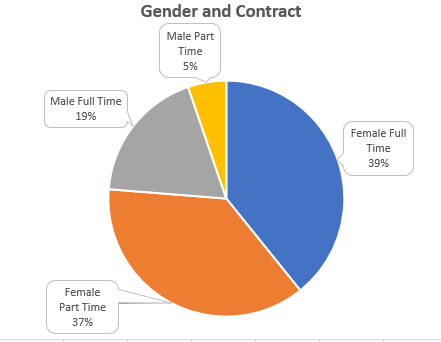 Gender and Contract
Male Part
Time
5%
Male Full Time
19%
Female Full
Time
39%
Female
Part Time
37%